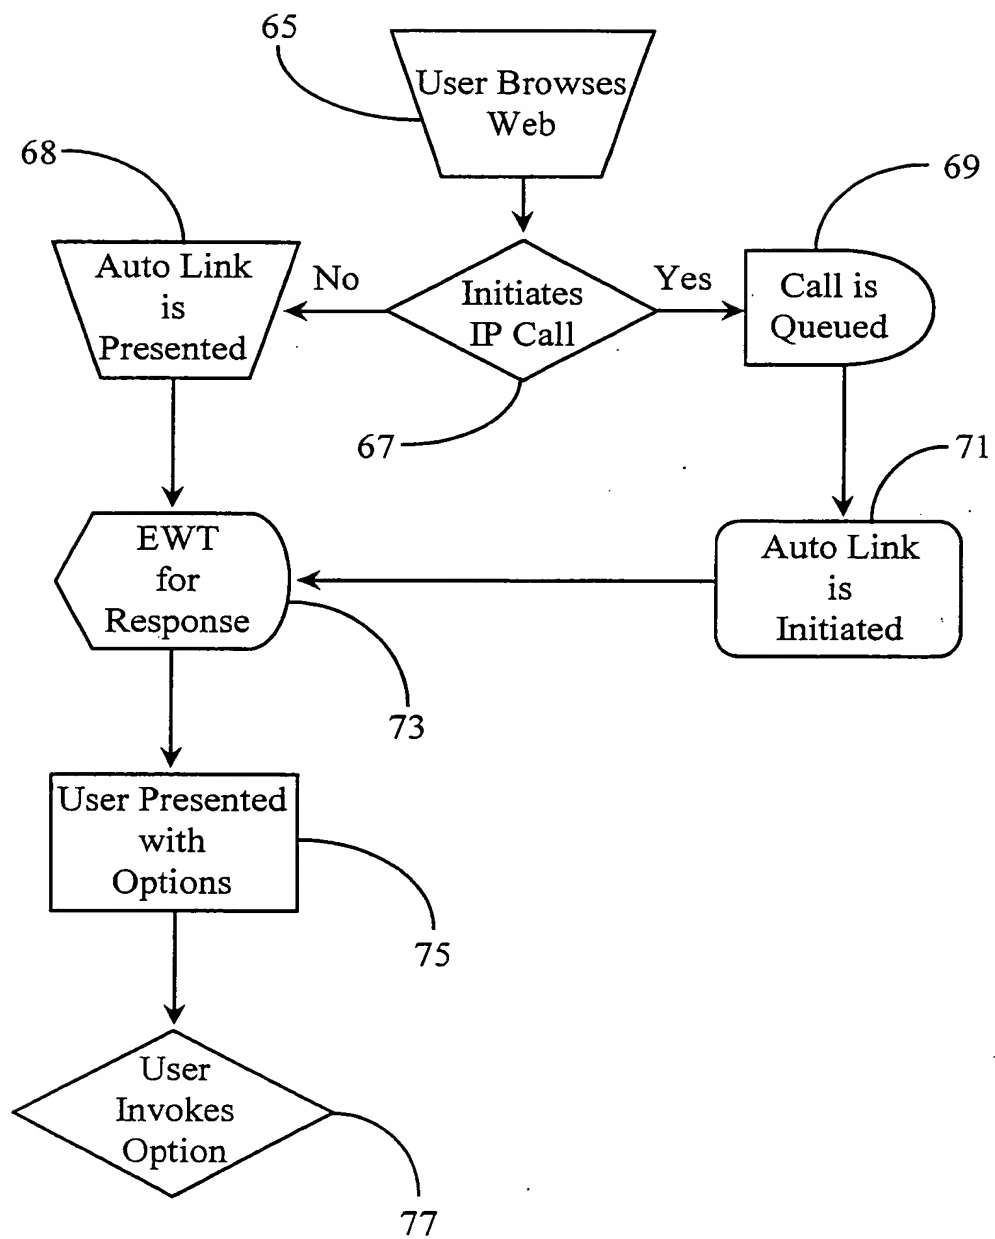 65
User Browses
Web
68
69
Auto Link
is
Presented
No
Initiates
IP Call
Yes
Call is
Queued
67
71
EWT
for
Response
Auto Link
is
Initiated
73
User Presented
with
Options
75
User
Invokes
Option
77